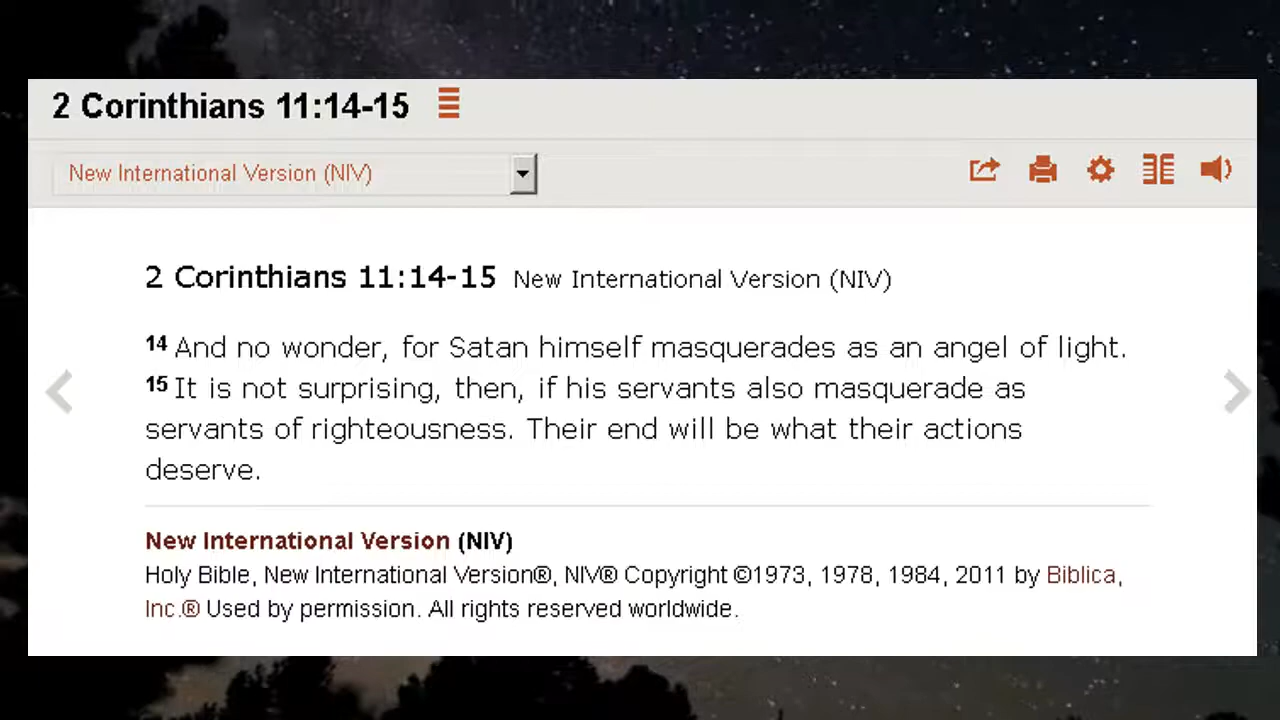 2 Corinthians 11:14-15
New International Version (NIV)
2 Corinthians 11:14-15 New International Version (NIV)
14 And no wonder, for Satan himself masquerades as an angel of light.
15 It is not surprising, then, if his servants also masquerade as
servants of righteousness. Their end will be what their actions
deserve.
New International Version (NIV)
Holy Bible, New International Version®, NIV® Copyright ©1973, 1978, 1984, 2011 by Biblica,
Inc.® Used by permission. All rights reserved worldwide.